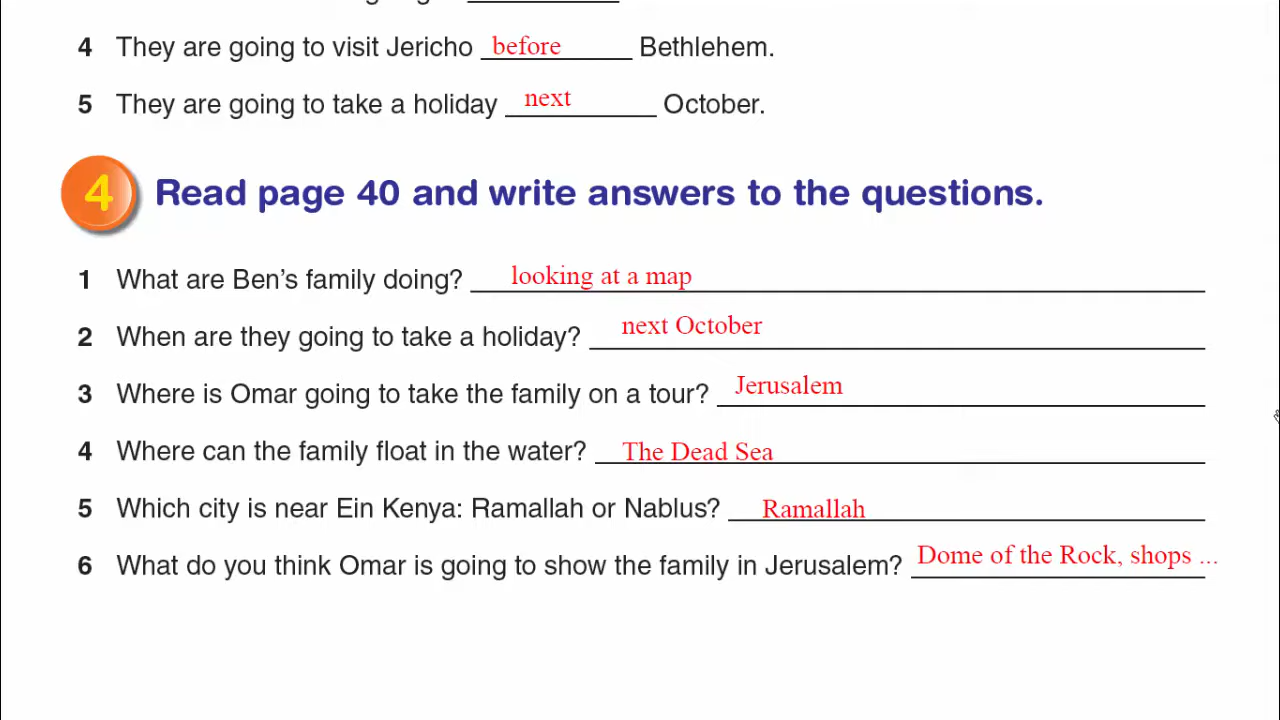 4 They are going to visit Jericho before Bethlehem.
5 They are going to take a holiday next October.
4 Read page 40 and write answers to the questions.
1 What are Ben's family doing? looking at a map
2 When are they going to take a holiday? next October
3 Where is Omar going to take the family on a tour? Jerusalem
4 Where can the family float in the water? The Dead Sea
5 Which city is near Ein Kenya: Ramallah or Nablus? Ramallah
6 What do you think Omar is going to show the family in Jerusalem? Dome of the Rock, shops ...